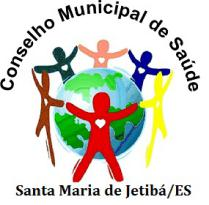 Conselho Municipal de Saúde
Santa Maria de Jetibá/ES